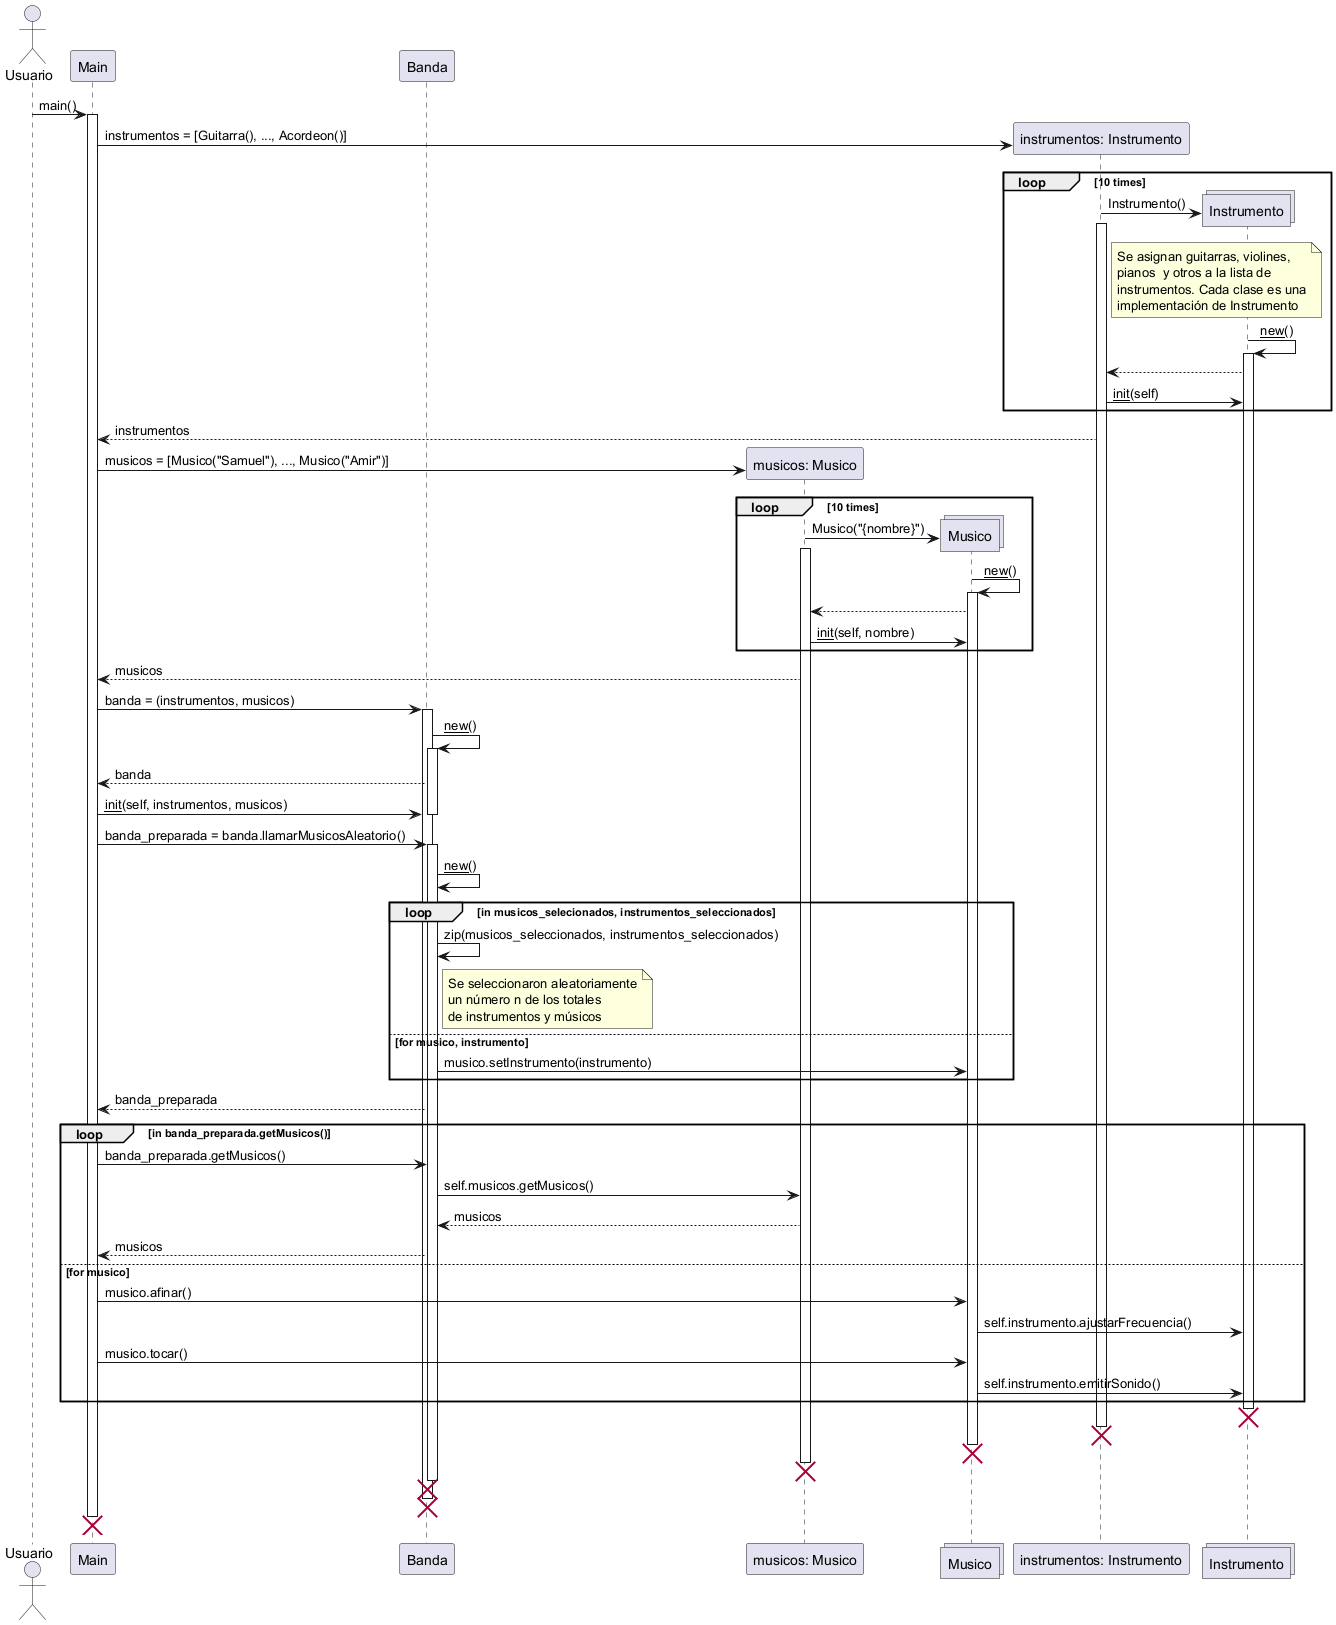 Usuario
Main
Banda
main()
instrumentos = [Guitarra(), ..., Acordeon()]
instrumentos: Instrumento
loop [10 times]
Instrumento()
Instrumento
Se asignan guitarras, violines,
pianos  y otros a la lista de
instrumentos. Cada clase es una
implementación de Instrumento
new()
init(self)
instrumentos
musicos = [Musico("Samuel"), ..., Musico("Amir")]
musicos: Musico
loop [10 times]
Musico("{nombre}")
Musico
new()
init(self, nombre)
musicos
banda = (instrumentos, musicos)
new()
banda
init(self, instrumentos, musicos)
banda_preparada = banda.llamarMusicosAleatorio()
new()
loop [in musicos_selecionados, instrumentos_seleccionados]
zip(musicos_seleccionados, instrumentos_seleccionados)
Se seleccionaron aleatoriamente
un número n de los totales
de instrumentos y músicos
[for musico, instrumento]
musico.setInstrumento(instrumento)
banda_preparada
loop [in banda_preparada.getMusicos()]
banda_preparada.getMusicos()
self.musicos.getMusicos()
musicos
musicos
[for musico]
musico.afinar()
self.instrumento.ajustarFrecuencia()
musico.tocar()
self.instrumento.emitirSonido()
Usuario
Main
Banda
musicos: Musico
Musico
instrumentos: Instrumento
Instrumento